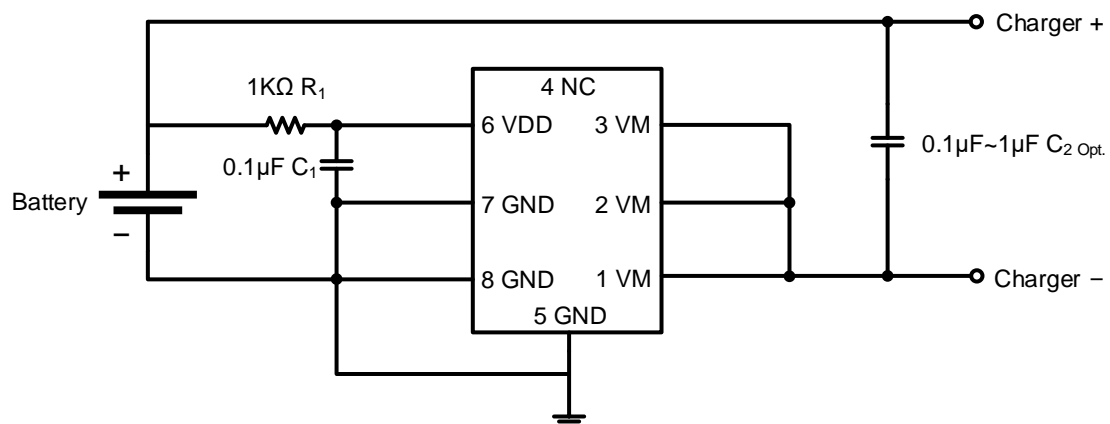 Charger +
1KΩ R₁
4 NC
6 VDD
3 VM
0.1µF C₁
0.1µF~1µF C₂ Opt.
+
Battery
−
7 GND
2 VM
8 GND
1 VM
Charger −
5 GND